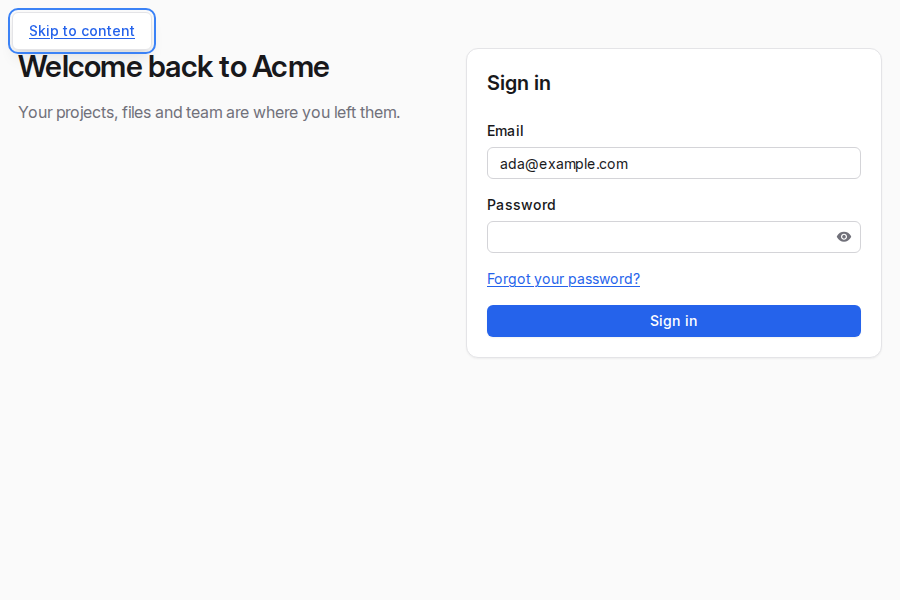 Skip to content
Welcome back to Acme
Your projects, files and team are where you left them.
Sign in
Email
ada@example.com
Password
Forgot your password?
Sign in